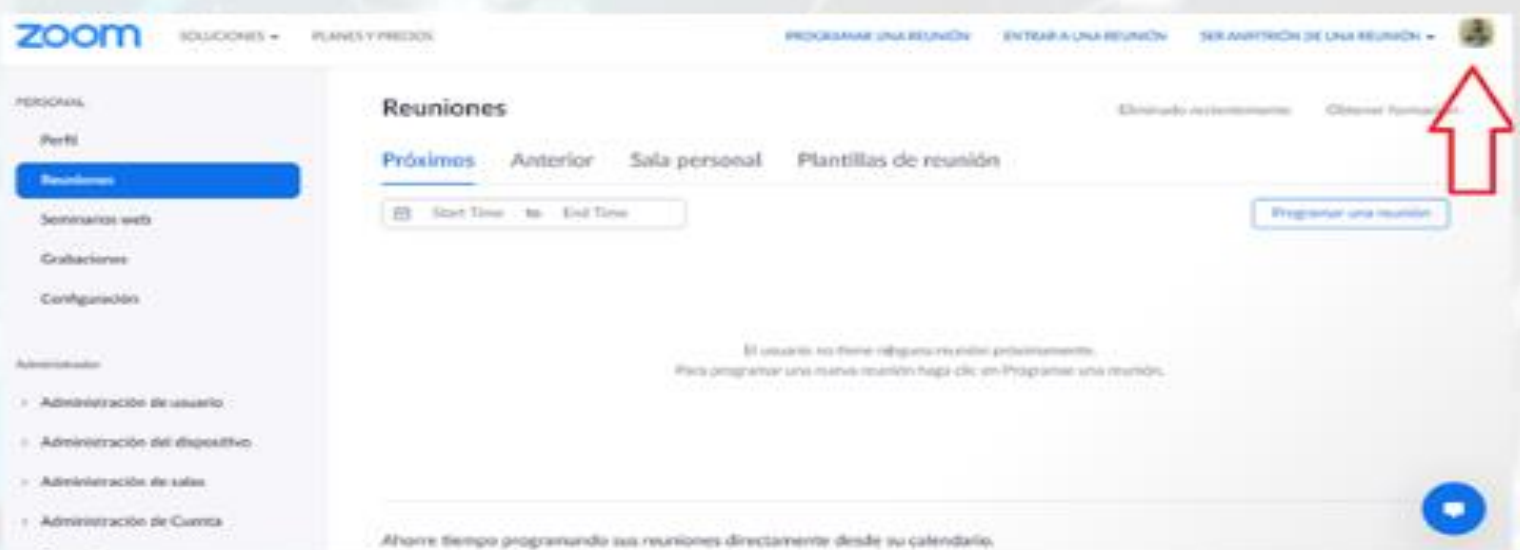 zoom SOLUCIONES PLANES Y PRECIOS PROGRAMAR UNA REUNIÓN ENTRAR A UNA REUNIÓN SER ANFITRIÓN DE UNA REUNIÓN
PERSONAL
Perfil
Reuniones
Seminarios web
Grabaciones
Configuración
Administrador
Administración de usuario
Administración del dispositivo
Administración de salas
Administración de Cuenta
Reuniones
Eliminado recientemente Obtener
Próximos Anterior Sala personal Plantillas de reunión
Start Time to End Time
Programar una reunión
El usuario no tiene ninguna reunión próximamente.
Para programar una nueva reunión haga clic en Programar una reunión.
Ahorre tiempo programando sus reuniones directamente desde su calendario.